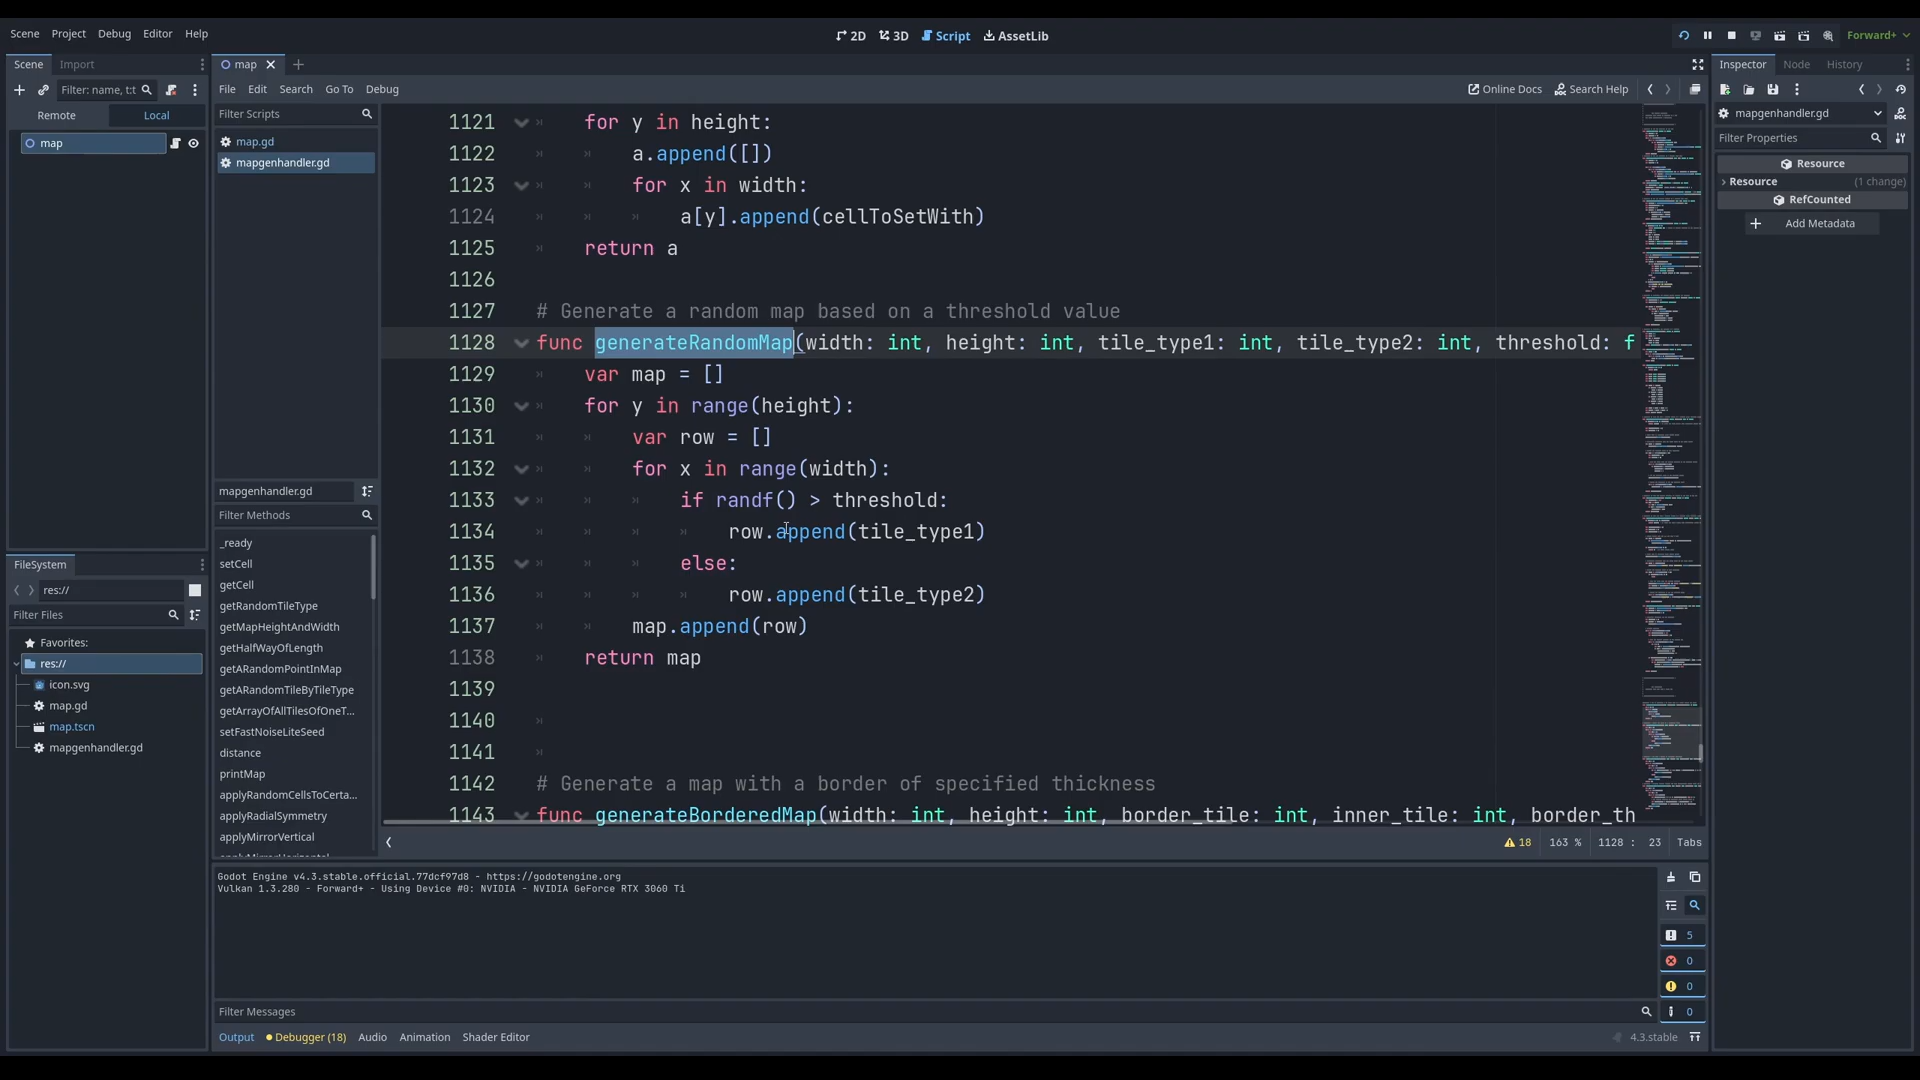 Scene Project Debug Editor Help
2D 3D Script AssetLib
Forward+
Scene Import
map
Inspector Node History
Filter: name, t:t
File Edit Search Go To Debug
Online Docs Search Help
Remote Local
Filter Scripts
mapgenhandler.gd
map
map.gd
mapgenhandler.gd
Filter Properties
Resource
Resource (1 change)
RefCounted
Add Metadata
mapgenhandler.gd
Filter Methods
_ready
setCell
getCell
getRandomTileType
getMapHeightAndWidth
getHalfWayOfLength
getARandomPointInMap
getARandomTileByTileType
getArrayOfAllTilesOfOneT...
setFastNoiseLiteSeed
distance
printMap
applyRandomCellsToCerta...
applyRadialSymmetry
applyMirrorVertical
applyMirrorHorizontal
FileSystem
res://
Filter Files
Favorites:
res://
icon.svg
map.gd
map.tscn
mapgenhandler.gd
1121 for y in height:
1122 a.append([])
1123 for x in width:
1124 a[y].append(cellToSetWith)
1125 return a
1126
1127 # Generate a random map based on a threshold value
1128 func generateRandomMap(width: int, height: int, tile_type1: int, tile_type2: int, threshold: f
1129 var map = []
1130 for y in range(height):
1131 var row = []
1132 for x in range(width):
1133 if randf() > threshold:
1134 row.append(tile_type1)
1135 else:
1136 row.append(tile_type2)
1137 map.append(row)
1138 return map
1139
1140
1141
1142 # Generate a map with a border of specified thickness
1143 func generateBorderedMap(width: int, height: int, border_tile: int, inner_tile: int, border_th
18 163 % 1128 : 23 Tabs
Godot Engine v4.3.stable.official.77dcf97d8 - https://godotengine.org
Vulkan 1.3.280 - Forward+ - Using Device #0: NVIDIA - NVIDIA GeForce RTX 3060 Ti
5
0
0
0
Filter Messages
Output Debugger (18) Audio Animation Shader Editor
4.3.stable